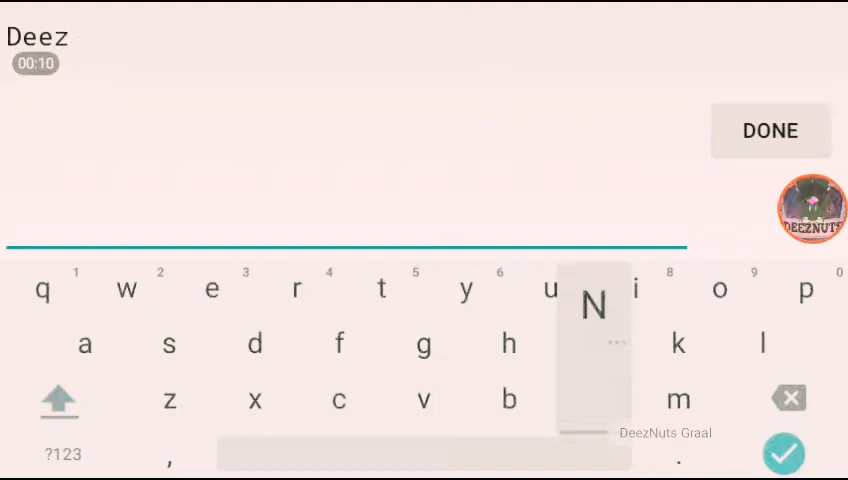 Deez
00:10
DONE
DEEZNUTS
1 2 3 4 5 6 8 9 0
q w e r t y u i o p
N
a s d f g h k l
z x c v b m
DeezNuts Graal
?123 , .